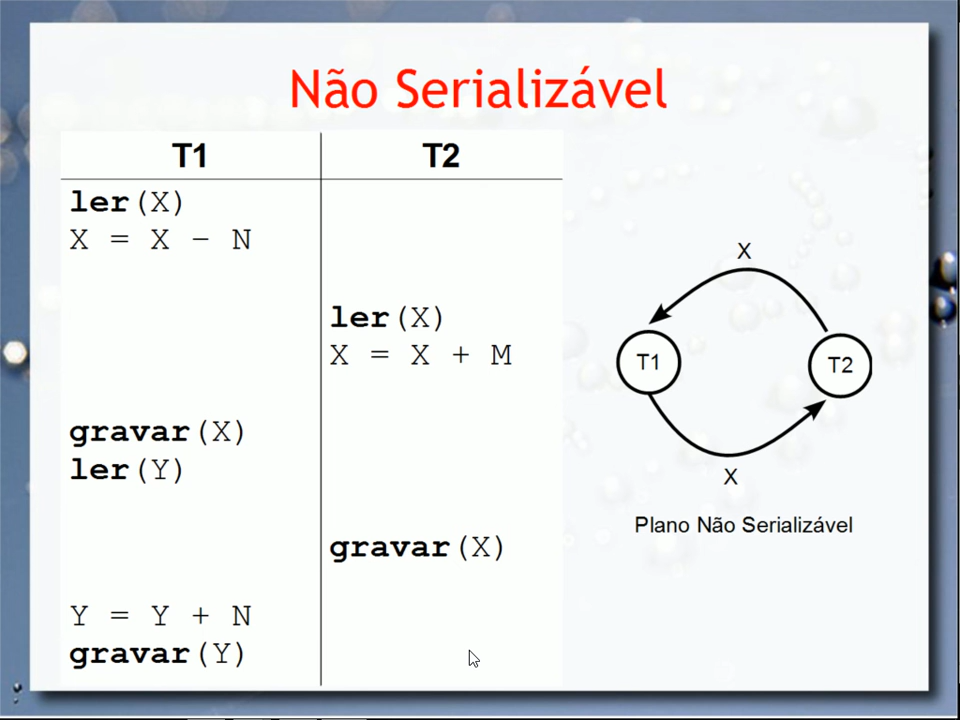 Não Serializável
T1 T2
ler(X)
X = X - N
ler(X)
X = X + M
gravar(X)
ler(Y)
gravar(X)
Y = Y + N
gravar(Y)
X
T1 T2
X
Plano Não Serializável